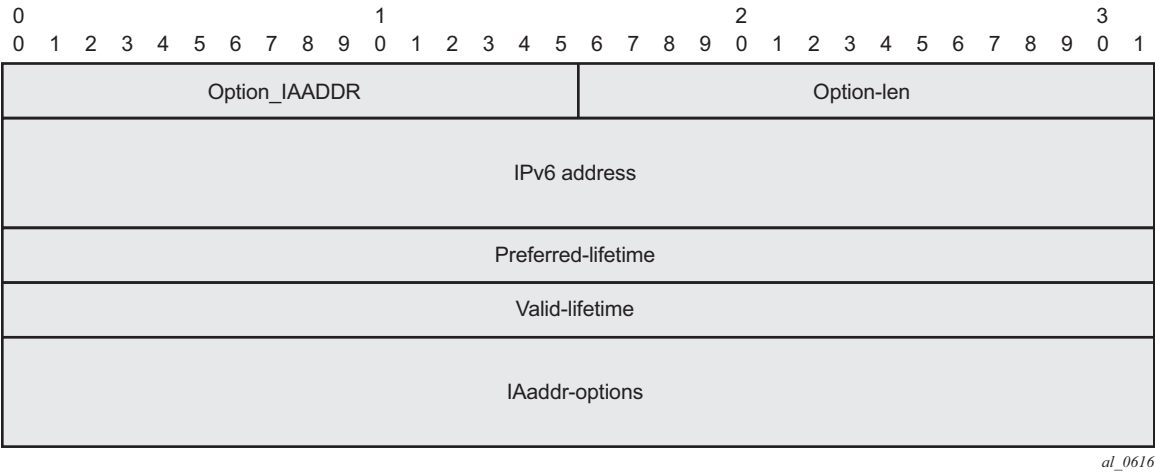 0 1 2 3
0 1 2 3 4 5 6 7 8 9 0 1 2 3 4 5 6 7 8 9 0 1 2 3 4 5 6 7 8 9 0 1
Option_IAADDR Option-len
IPv6 address
Preferred-lifetime
Valid-lifetime
IAaddr-options
al_0616